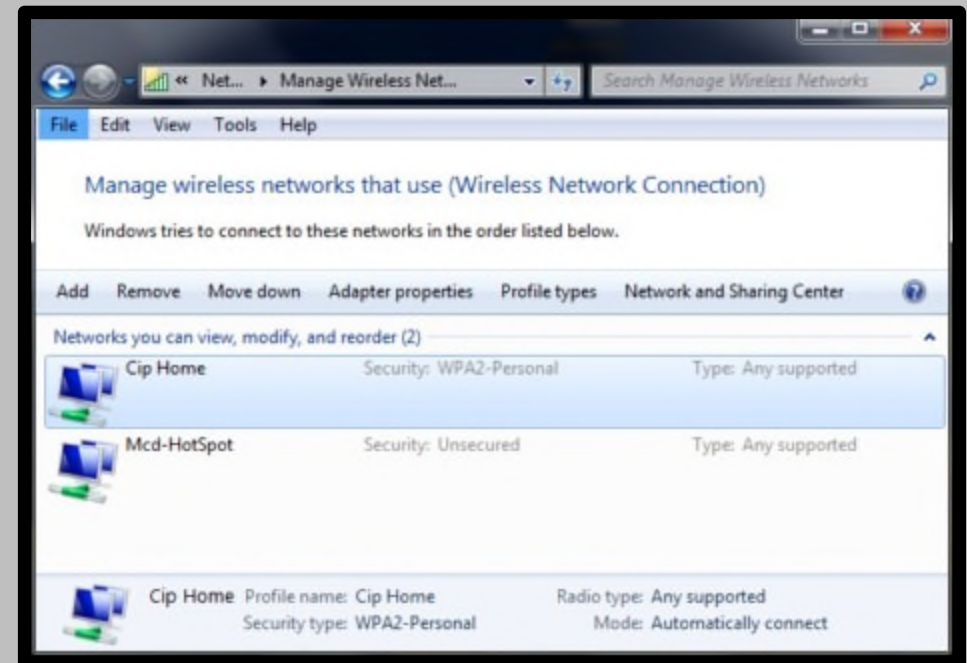 « Net... ▸ Manage Wireless Net... Search Manage Wireless Networks
File Edit View Tools Help
Manage wireless networks that use (Wireless Network Connection)
Windows tries to connect to these networks in the order listed below.
Add Remove Move down Adapter properties Profile types Network and Sharing Center
Networks you can view, modify, and reorder (2)
Cip Home Security: WPA2-Personal Type: Any supported
Mcd-HotSpot Security: Unsecured Type: Any supported
Cip Home Profile name: Cip Home Radio type: Any supported
Security type: WPA2-Personal Mode: Automatically connect